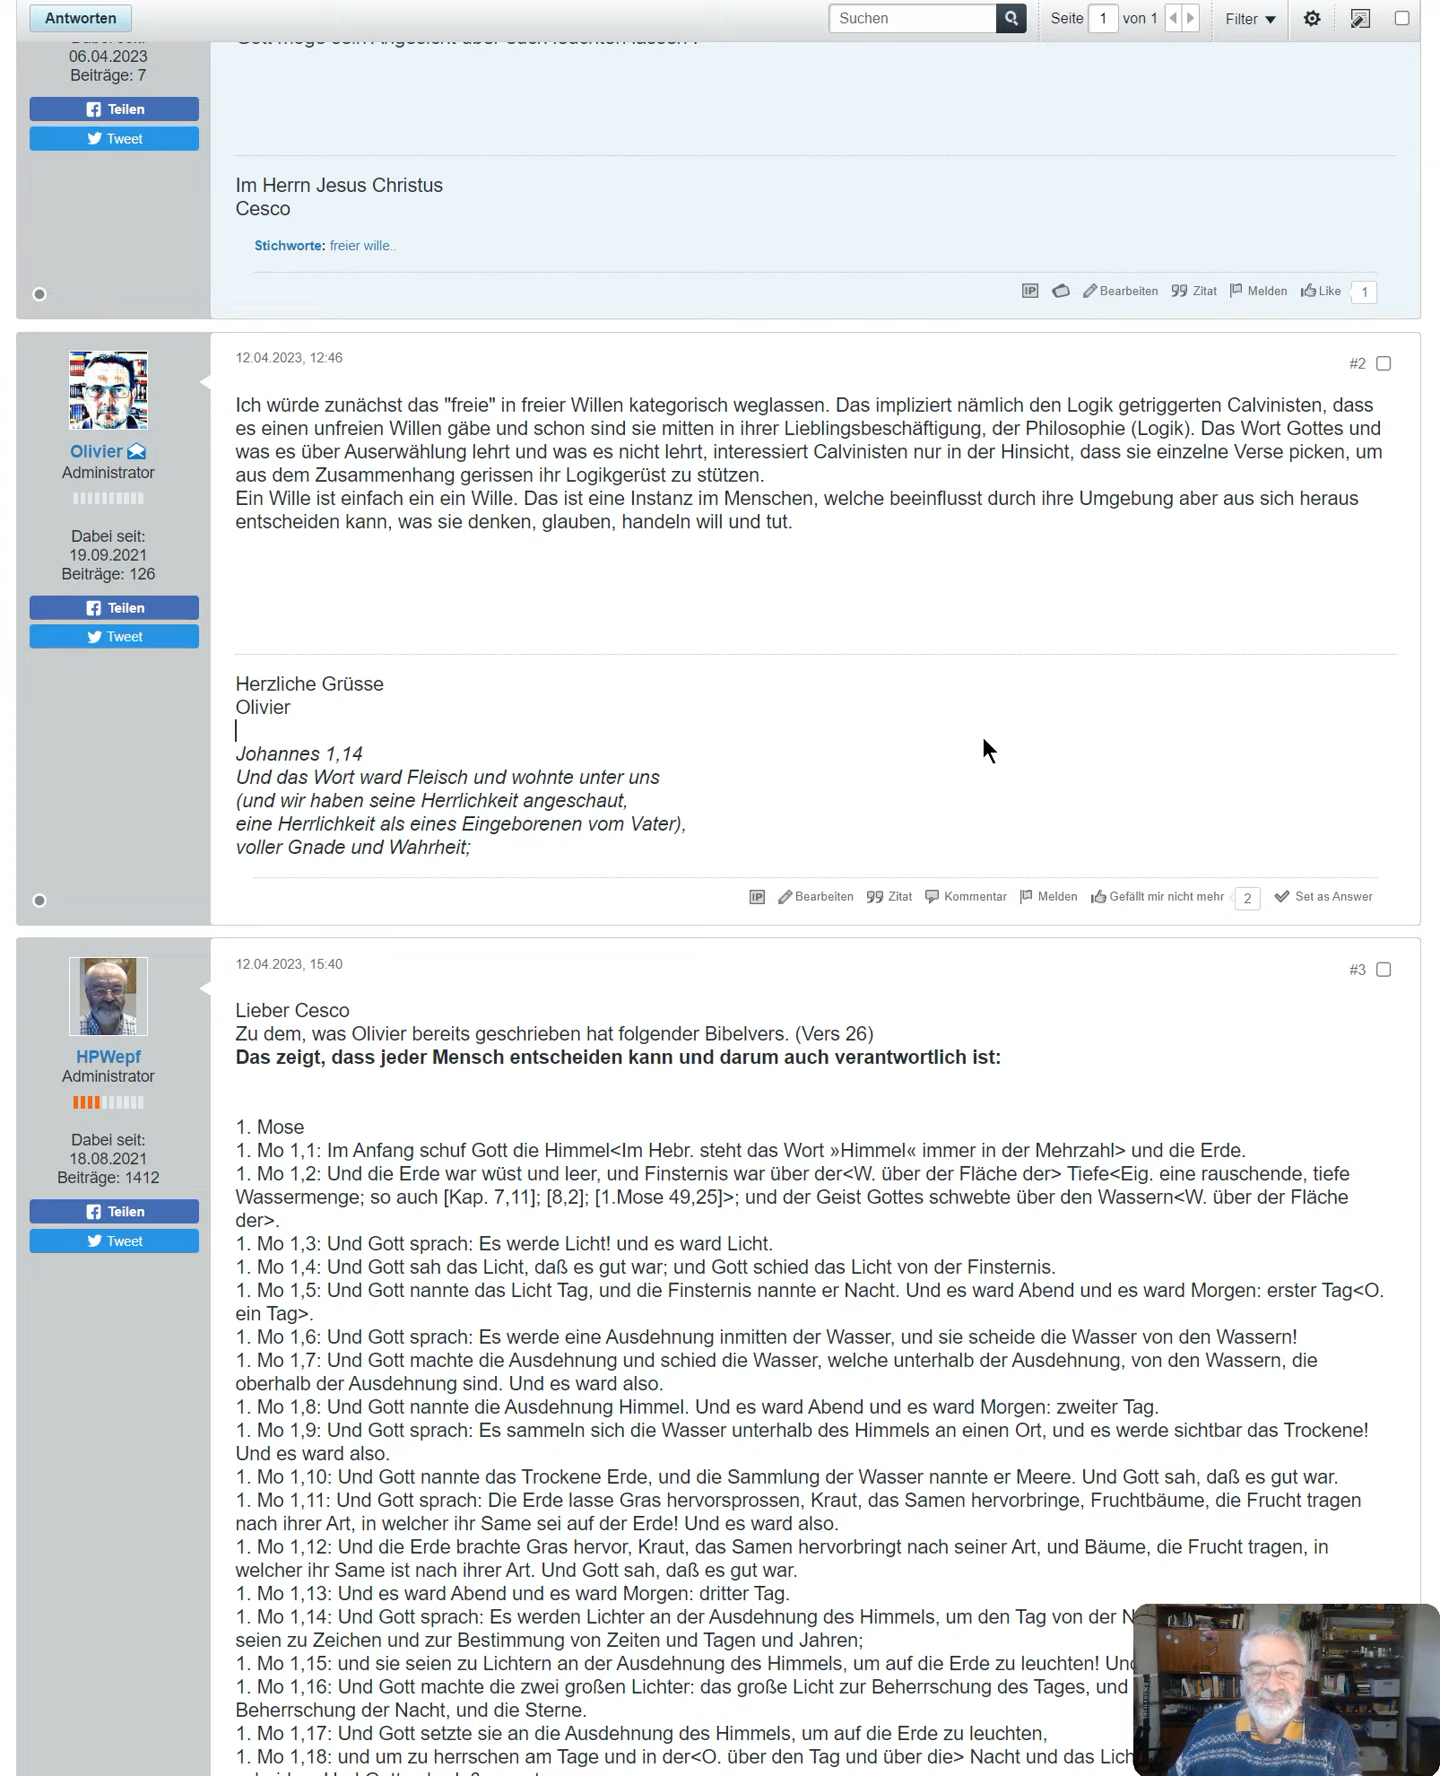 Antworten
Suchen
Seite 1 von 1
Filter
06.04.2023
Beiträge: 7
Teilen
Tweet
Im Herrn Jesus Christus
Cesco
Stichworte: freier wille..
IP Bearbeiten Zitat Melden Like 1
Olivier
Administrator
Dabei seit:
19.09.2021
Beiträge: 126
Teilen
Tweet
12.04.2023, 12:46
#2
Ich würde zunächst das "freie" in freier Willen kategorisch weglassen. Das impliziert nämlich den Logik getriggerten Calvinisten, dass
es einen unfreien Willen gäbe und schon sind sie mitten in ihrer Lieblingsbeschäftigung, der Philosophie (Logik). Das Wort Gottes und
was es über Auserwählung lehrt und was es nicht lehrt, interessiert Calvinisten nur in der Hinsicht, dass sie einzelne Verse picken, um
aus dem Zusammenhang gerissen ihr Logikgerüst zu stützen.
Ein Wille ist einfach ein ein Wille. Das ist eine Instanz im Menschen, welche beeinflusst durch ihre Umgebung aber aus sich heraus
entscheiden kann, was sie denken, glauben, handeln will und tut.
Herzliche Grüsse
Olivier
Johannes 1,14
Und das Wort ward Fleisch und wohnte unter uns
(und wir haben seine Herrlichkeit angeschaut,
eine Herrlichkeit als eines Eingeborenen vom Vater),
voller Gnade und Wahrheit;
IP Bearbeiten Zitat Kommentar Melden Gefällt mir nicht mehr 2 Set as Answer
HPWepf
Administrator
Dabei seit:
18.08.2021
Beiträge: 1412
Teilen
Tweet
12.04.2023, 15:40
#3
Lieber Cesco
Zu dem, was Olivier bereits geschrieben hat folgender Bibelvers. (Vers 26)
Das zeigt, dass jeder Mensch entscheiden kann und darum auch verantwortlich ist:
1. Mose
1. Mo 1,1: Im Anfang schuf Gott die Himmel<Im Hebr. steht das Wort »Himmel« immer in der Mehrzahl> und die Erde.
1. Mo 1,2: Und die Erde war wüst und leer, und Finsternis war über der<W. über der Fläche der> Tiefe<Eig. eine rauschende, tiefe
Wassermenge; so auch [Kap. 7,11]; [8,2]; [1.Mose 49,25]>; und der Geist Gottes schwebte über den Wassern<W. über der Fläche
der>.
1. Mo 1,3: Und Gott sprach: Es werde Licht! und es ward Licht.
1. Mo 1,4: Und Gott sah das Licht, daß es gut war; und Gott schied das Licht von der Finsternis.
1. Mo 1,5: Und Gott nannte das Licht Tag, und die Finsternis nannte er Nacht. Und es ward Abend und es ward Morgen: erster Tag<O.
ein Tag>.
1. Mo 1,6: Und Gott sprach: Es werde eine Ausdehnung inmitten der Wasser, und sie scheide die Wasser von den Wassern!
1. Mo 1,7: Und Gott machte die Ausdehnung und schied die Wasser, welche unterhalb der Ausdehnung, von den Wassern, die
oberhalb der Ausdehnung sind. Und es ward also.
1. Mo 1,8: Und Gott nannte die Ausdehnung Himmel. Und es ward Abend und es ward Morgen: zweiter Tag.
1. Mo 1,9: Und Gott sprach: Es sammeln sich die Wasser unterhalb des Himmels an einen Ort, und es werde sichtbar das Trockene!
Und es ward also.
1. Mo 1,10: Und Gott nannte das Trockene Erde, und die Sammlung der Wasser nannte er Meere. Und Gott sah, daß es gut war.
1. Mo 1,11: Und Gott sprach: Die Erde lasse Gras hervorsprossen, Kraut, das Samen hervorbringe, Fruchtbäume, die Frucht tragen
nach ihrer Art, in welcher ihr Same sei auf der Erde! Und es ward also.
1. Mo 1,12: Und die Erde brachte Gras hervor, Kraut, das Samen hervorbringt nach seiner Art, und Bäume, die Frucht tragen, in
welcher ihr Same ist nach ihrer Art. Und Gott sah, daß es gut war.
1. Mo 1,13: Und es ward Abend und es ward Morgen: dritter Tag.
1. Mo 1,14: Und Gott sprach: Es werden Lichter an der Ausdehnung des Himmels, um den Tag von der N
seien zu Zeichen und zur Bestimmung von Zeiten und Tagen und Jahren;
1. Mo 1,15: und sie seien zu Lichtern an der Ausdehnung des Himmels, um auf die Erde zu leuchten! Und
1. Mo 1,16: Und Gott machte die zwei großen Lichter: das große Licht zur Beherrschung des Tages, und
Beherrschung der Nacht, und die Sterne.
1. Mo 1,17: Und Gott setzte sie an die Ausdehnung des Himmels, um auf die Erde zu leuchten,
1. Mo 1,18: und um zu herrschen am Tage und in der<O. über den Tag und über die> Nacht und das Lich